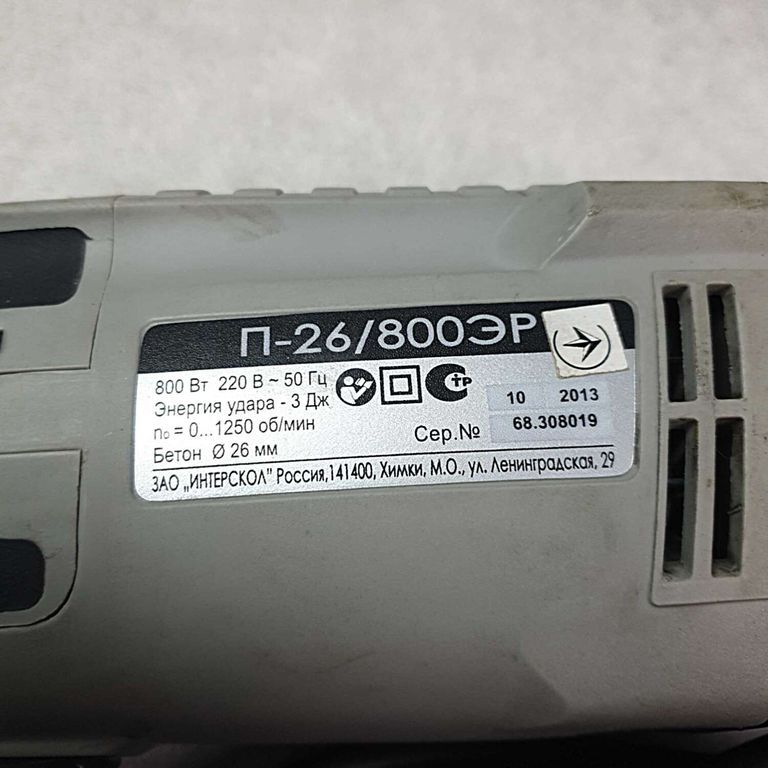 П-26/800ЭР
800 Вт 220 В ~ 50 Гц
Энергия удара - 3 Дж
n₀ = 0...1250 об/мин
Бетон Ø 26 мм
10 2013
Сер.№ 68.308019
ЗАО „ИНТЕРСКОЛ" Россия,141400, Химки, М.О., ул. Ленинградская, 29